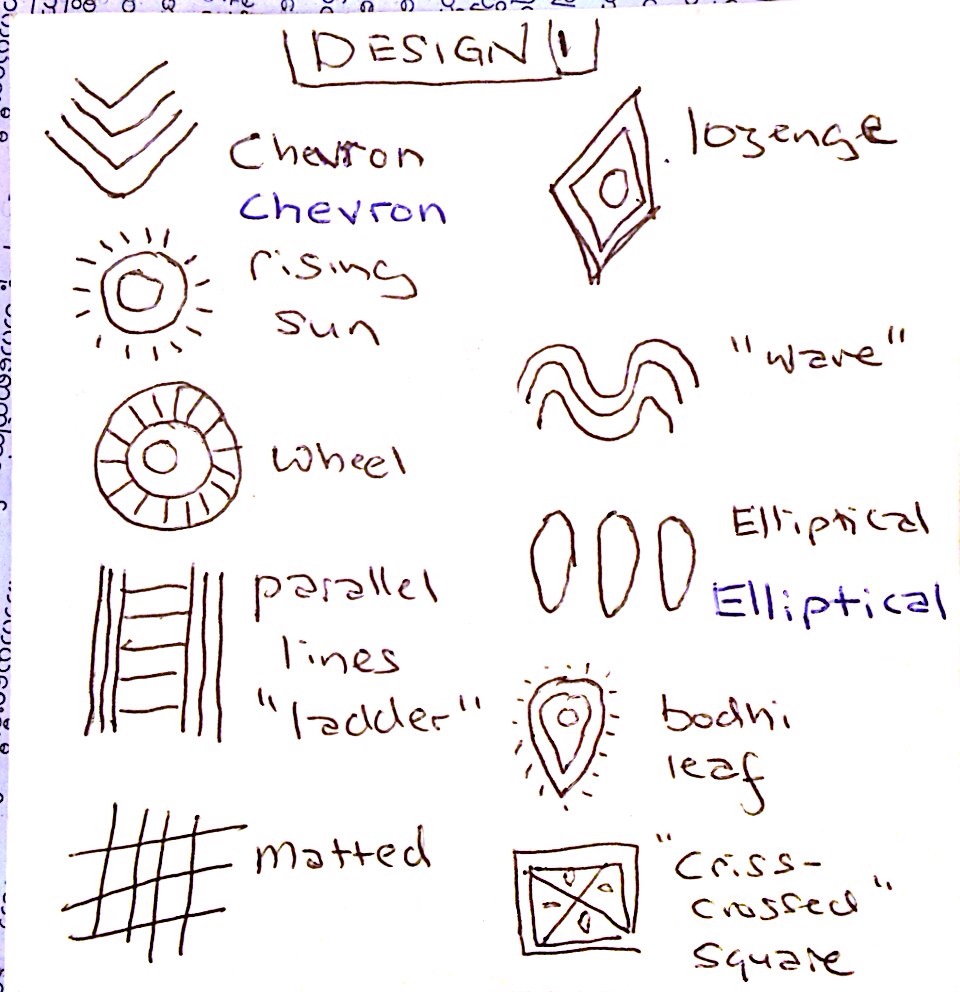 DESIGN 1
Chevron
Chevron
rising
sun
wheel
parallel
lines
"ladder"
matted
lozenge
"wave"
Elliptical
Elliptical
bodhi
leaf
"Criss-
crossed"
square